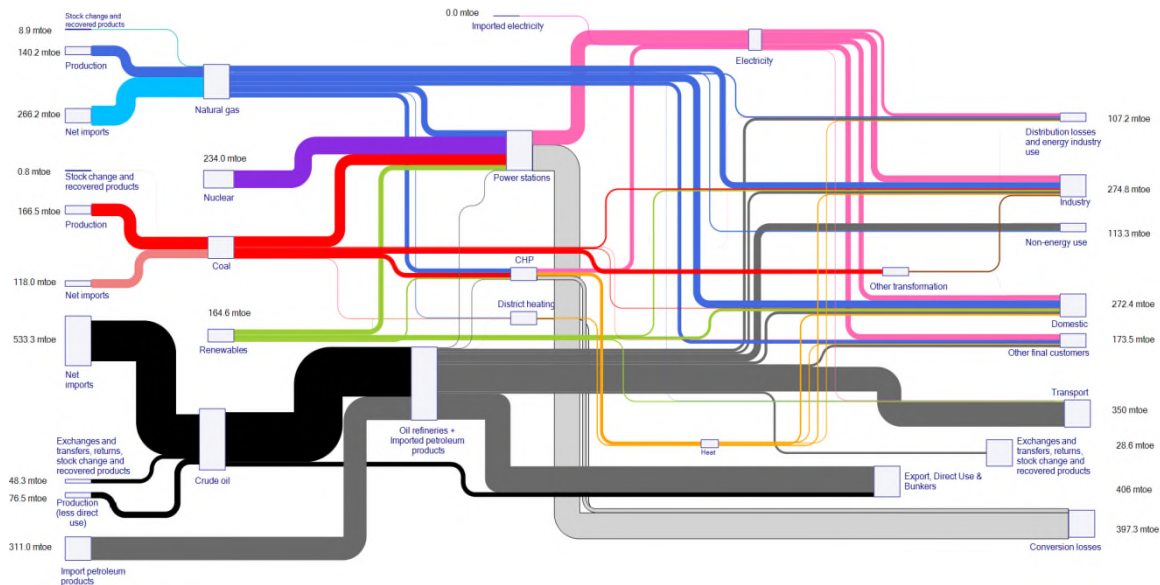 Stock change and
recovered products
8.9 mtoe
140.2 mtoe
Production
266.2 mtoe
Net imports
Natural gas
0.0 mtoe
Imported electricity
Electricity
0.8 mtoe
Stock change and
recovered products
234.0 mtoe
Nuclear
Power stations
107.2 mtoe
Distribution losses
and energy industry
use
166.5 mtoe
Production
274.8 mtoe
Industry
113.3 mtoe
Non-energy use
Coal
CHP
Other transformation
118.0 mtoe
Net imports
District heating
272.4 mtoe
Domestic
164.6 mtoe
Renewables
173.5 mtoe
Other final customers
533.3 mtoe
Net
imports
Transport
350 mtoe
Oil refineries +
Imported petroleum
products
Heat
Exchanges and
transfers, returns,
stock change and
recovered products
28.6 mtoe
Exchanges and
transfers, returns,
stock change and
recovered products
48.3 mtoe
Crude oil
Export, Direct Use &
Bunkers
406 mtoe
76.5 mtoe
Production
(less direct
use)
397.3 mtoe
Conversion losses
311.0 mtoe
Import petroleum
products